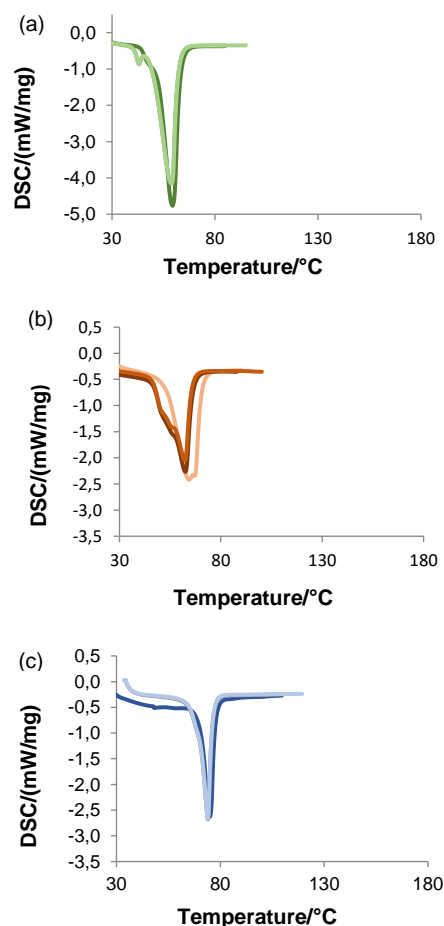 (a)
0,0
-1,0
-2,0
-3,0
-4,0
-5,0
DSC/(mW/mg)
30 80 130 180
Temperature/°C
(b)
0,5
0,0
-0,5
-1,0
-1,5
-2,0
-2,5
-3,0
-3,5
DSC/(mW/mg)
30 80 130 180
Temperature/°C
(c)
0,5
0,0
-0,5
-1,0
-1,5
-2,0
-2,5
-3,0
-3,5
DSC/(mW/mg)
30 80 130 180
Temperature/°C